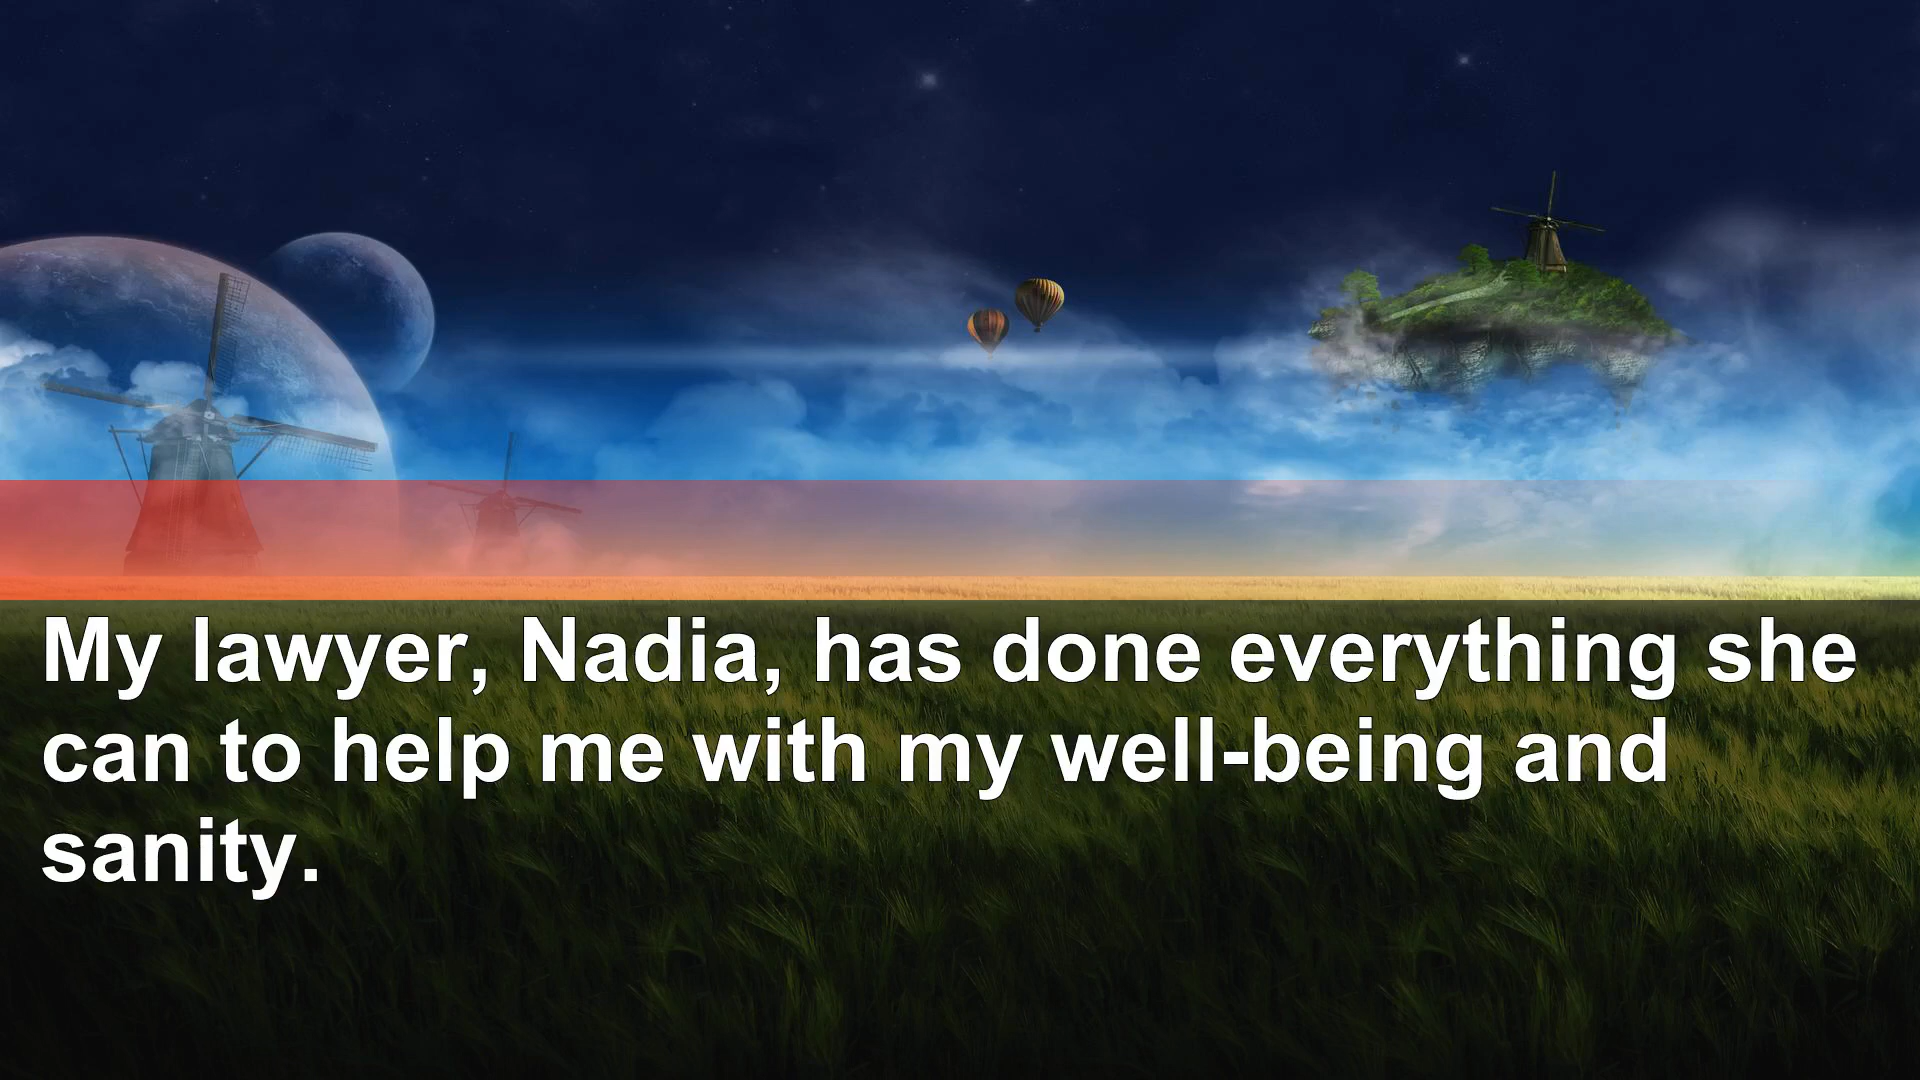 My lawyer, Nadia, has done everything she
can to help me with my well-being and
sanity.